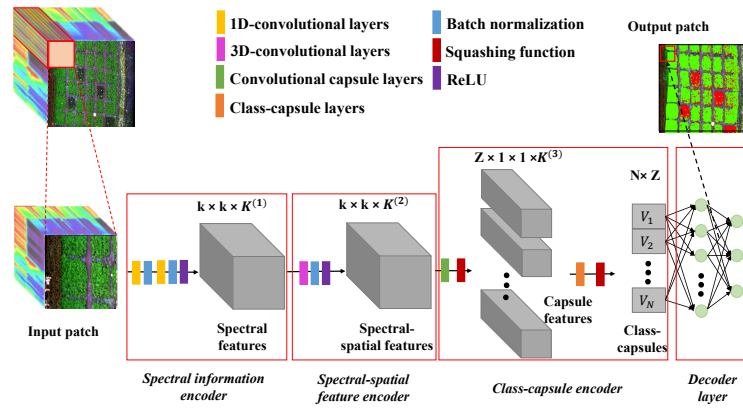 1D-convolutional layers
3D-convolutional layers
Convolutional capsule layers
Class-capsule layers
Batch normalization
Squashing function
ReLU
Output patch
Input patch
k × k × K⁽¹⁾
Spectral
features
Spectral information
encoder
k × k × K⁽²⁾
Spectral-
spatial features
Spectral-spatial
feature encoder
Z × 1 × 1 × K⁽³⁾
Capsule
features
N× Z
V₁
V₂
V_N
Class-
capsules
Class-capsule encoder
Decoder
layer